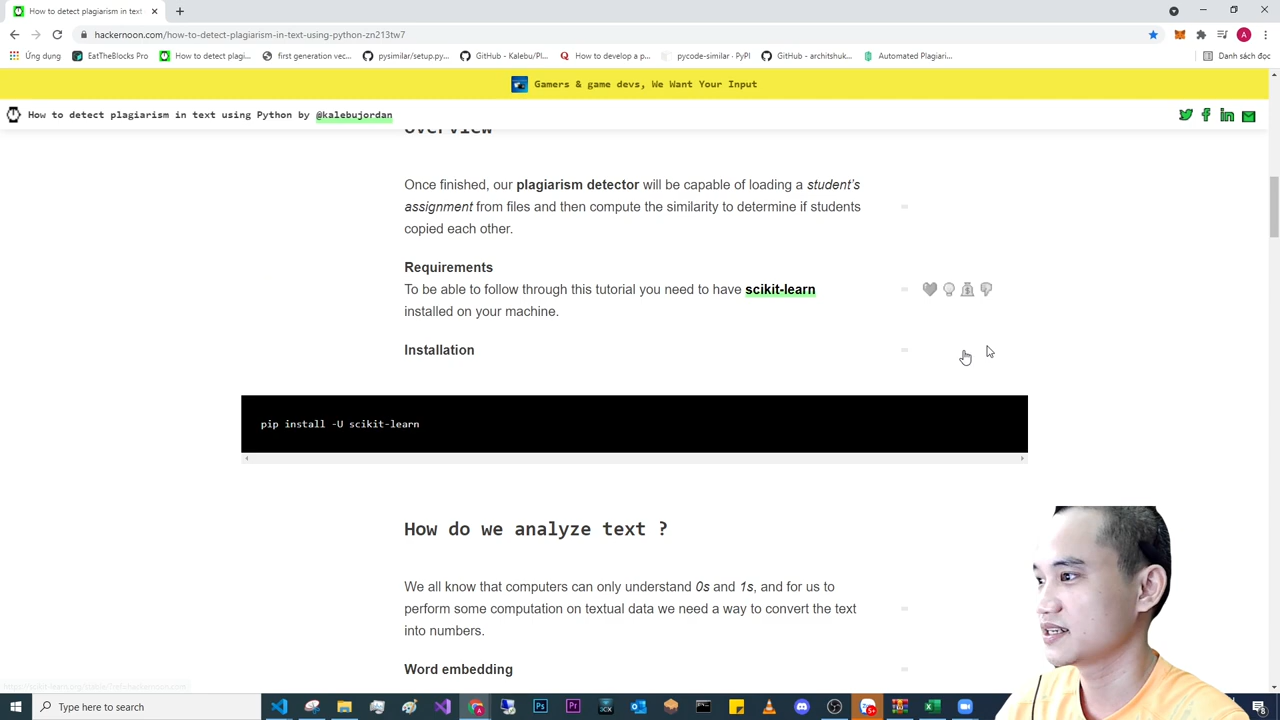 How to detect plagiarism in text
hackernoon.com/how-to-detect-plagiarism-in-text-using-python-zn213tw7
A
Ứng dụng
EatTheBlocks Pro
How to detect plagi...
first generation vec...
pysimilar/setup.py...
GitHub - Kalebu/Pl...
How to develop a p...
pycode-similar · PyPI
GitHub - architshuk...
Automated Plagiari...
Danh sách đọc
Gamers & game devs, We Want Your Input
How to detect plagiarism in text using Python by @kalebujordan
Overview
Once finished, our plagiarism detector will be capable of loading a student's
assignment from files and then compute the similarity to determine if students
copied each other.
Requirements
To be able to follow through this tutorial you need to have scikit-learn
installed on your machine.
Installation
pip install -U scikit-learn
How do we analyze text ?
We all know that computers can only understand 0s and 1s, and for us to
perform some computation on textual data we need a way to convert the text
into numbers.
Word embedding
Type here to search